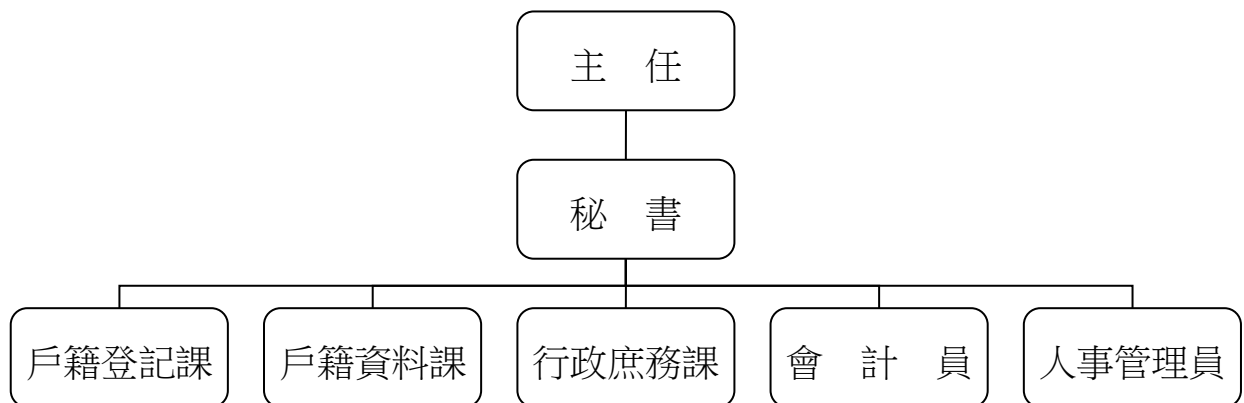 主　任
秘　書
戶籍登記課
戶籍資料課
行政庶務課
會　計　員
人事管理員